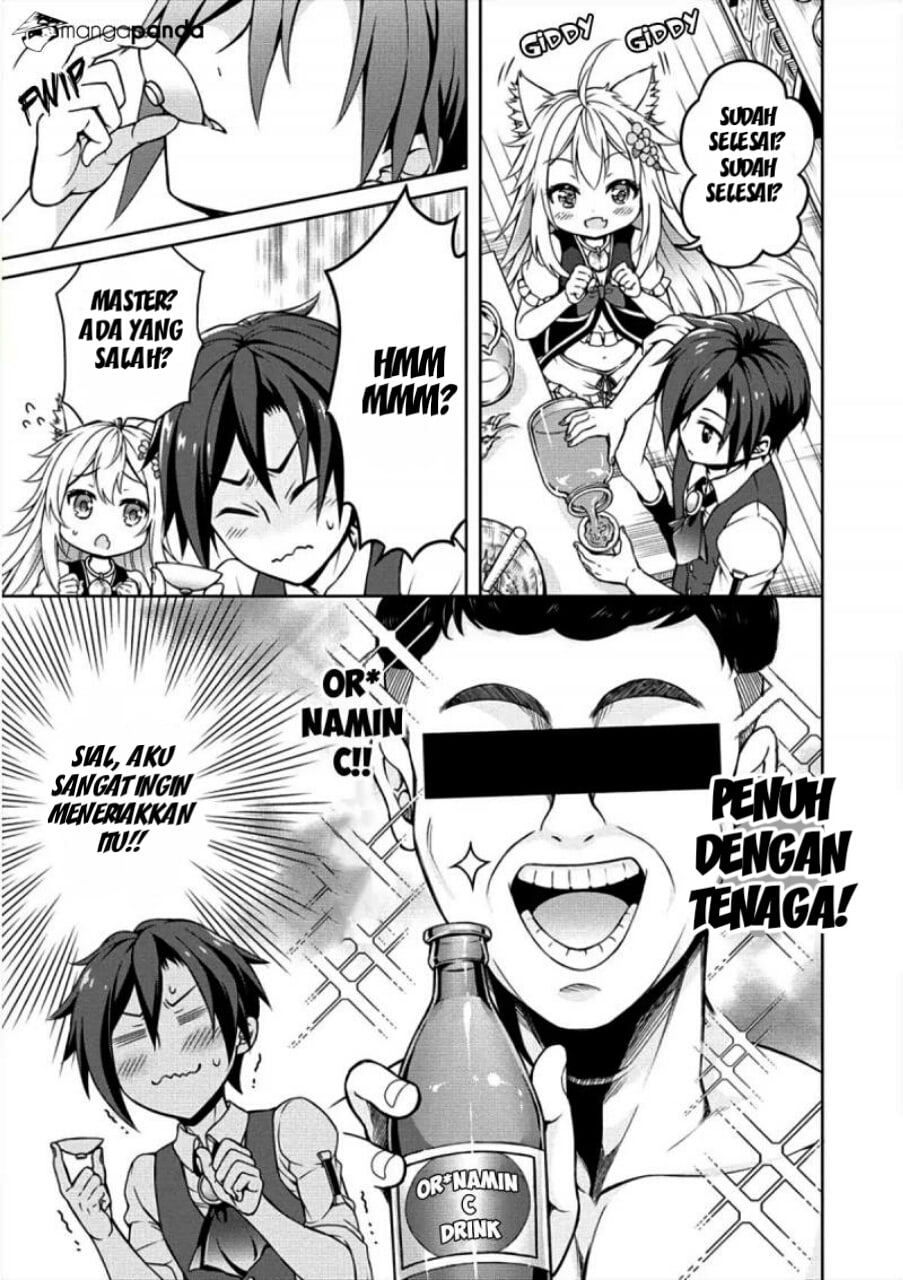 mangapanda
GIDDY
GIDDY
SUDAH
SELESAI?
SUDAH
SELESAI?
FWIP
HMM
MMM?
MASTER?
ADA YANG
SALAH?
OR*
NAMIN
C!!
PENUH
DENGAN
TENAGA!
SIAL, AKU
SANGAT INGIN
MENERIAKKAN
ITU!!
OR*NAMIN
C
DRINK